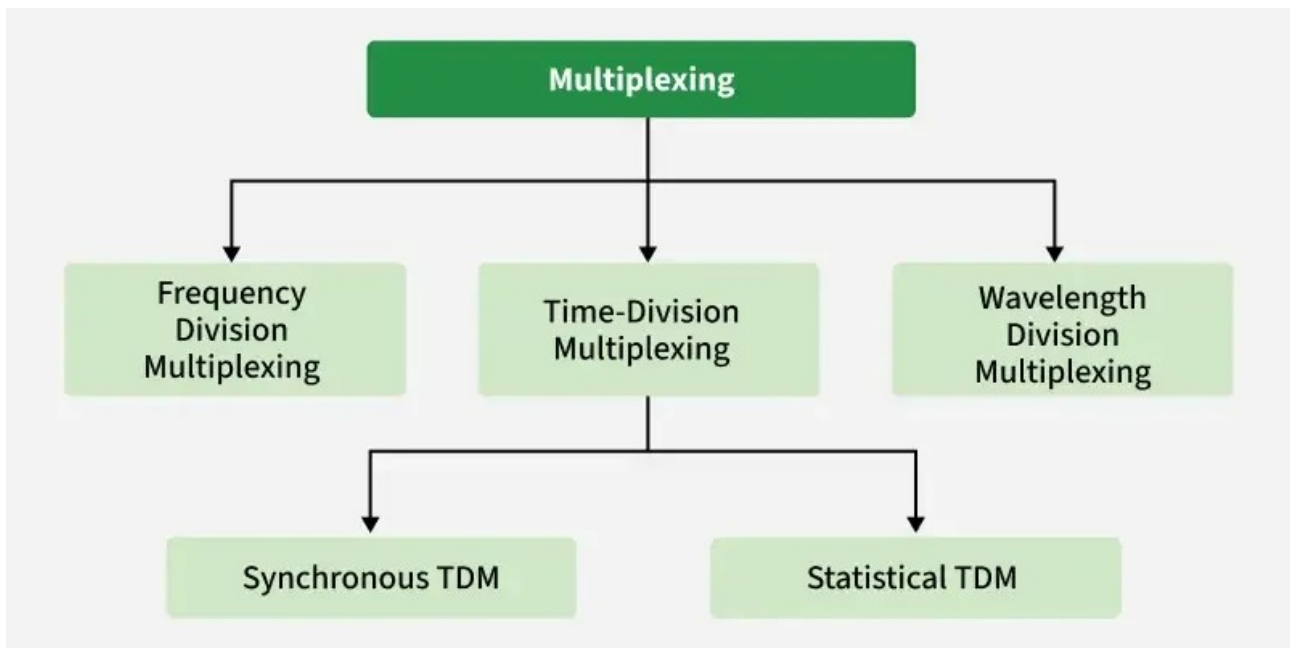 Multiplexing
Frequency
Division
Multiplexing
Time-Division
Multiplexing
Wavelength
Division
Multiplexing
Synchronous TDM
Statistical TDM